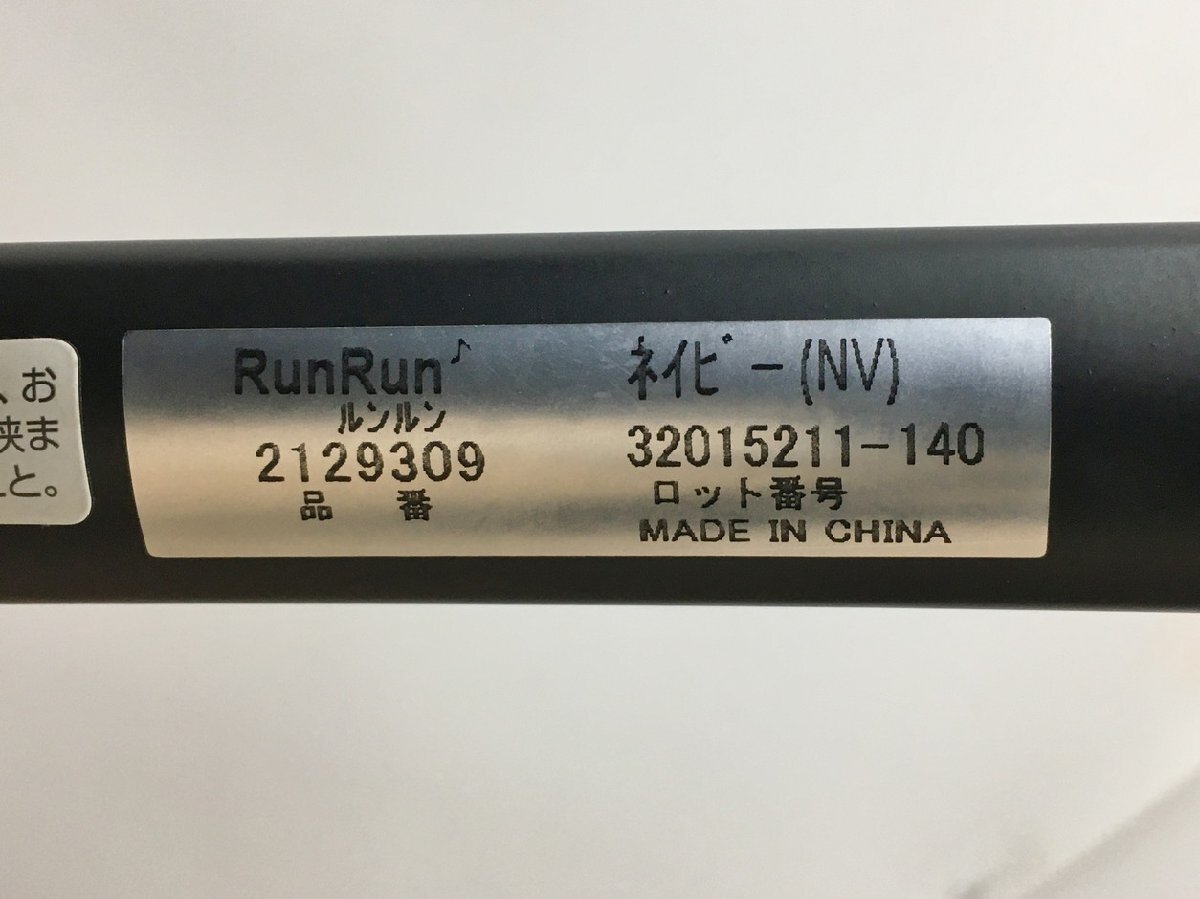 、お
挟ま
と。
RunRun♪
ルンルン
2129309
品 番
ﾈｲﾋﾞｰ(NV)
32015211-140
ロット番号
MADE IN CHINA